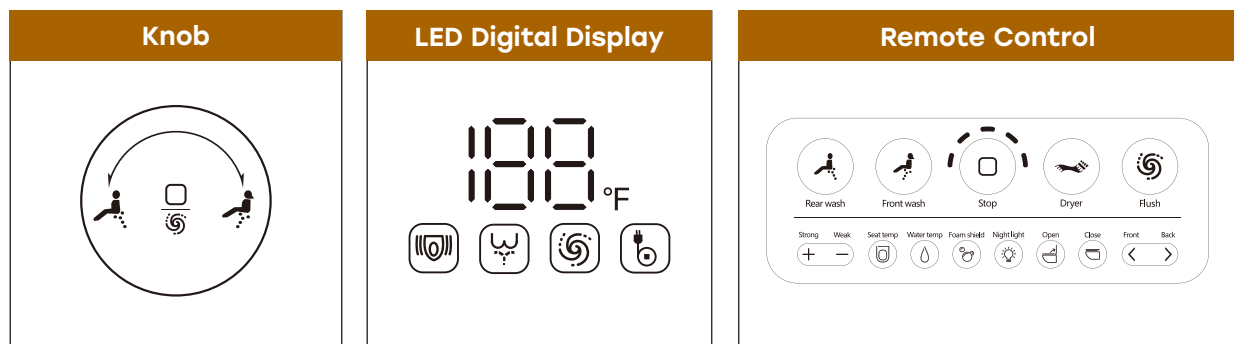 Knob
LED Digital Display
188
°F
Remote Control
Rear wash Front wash Stop Dryer Flush
Strong Weak Seat temp Water temp Foam shield Night light Open Close Front Back